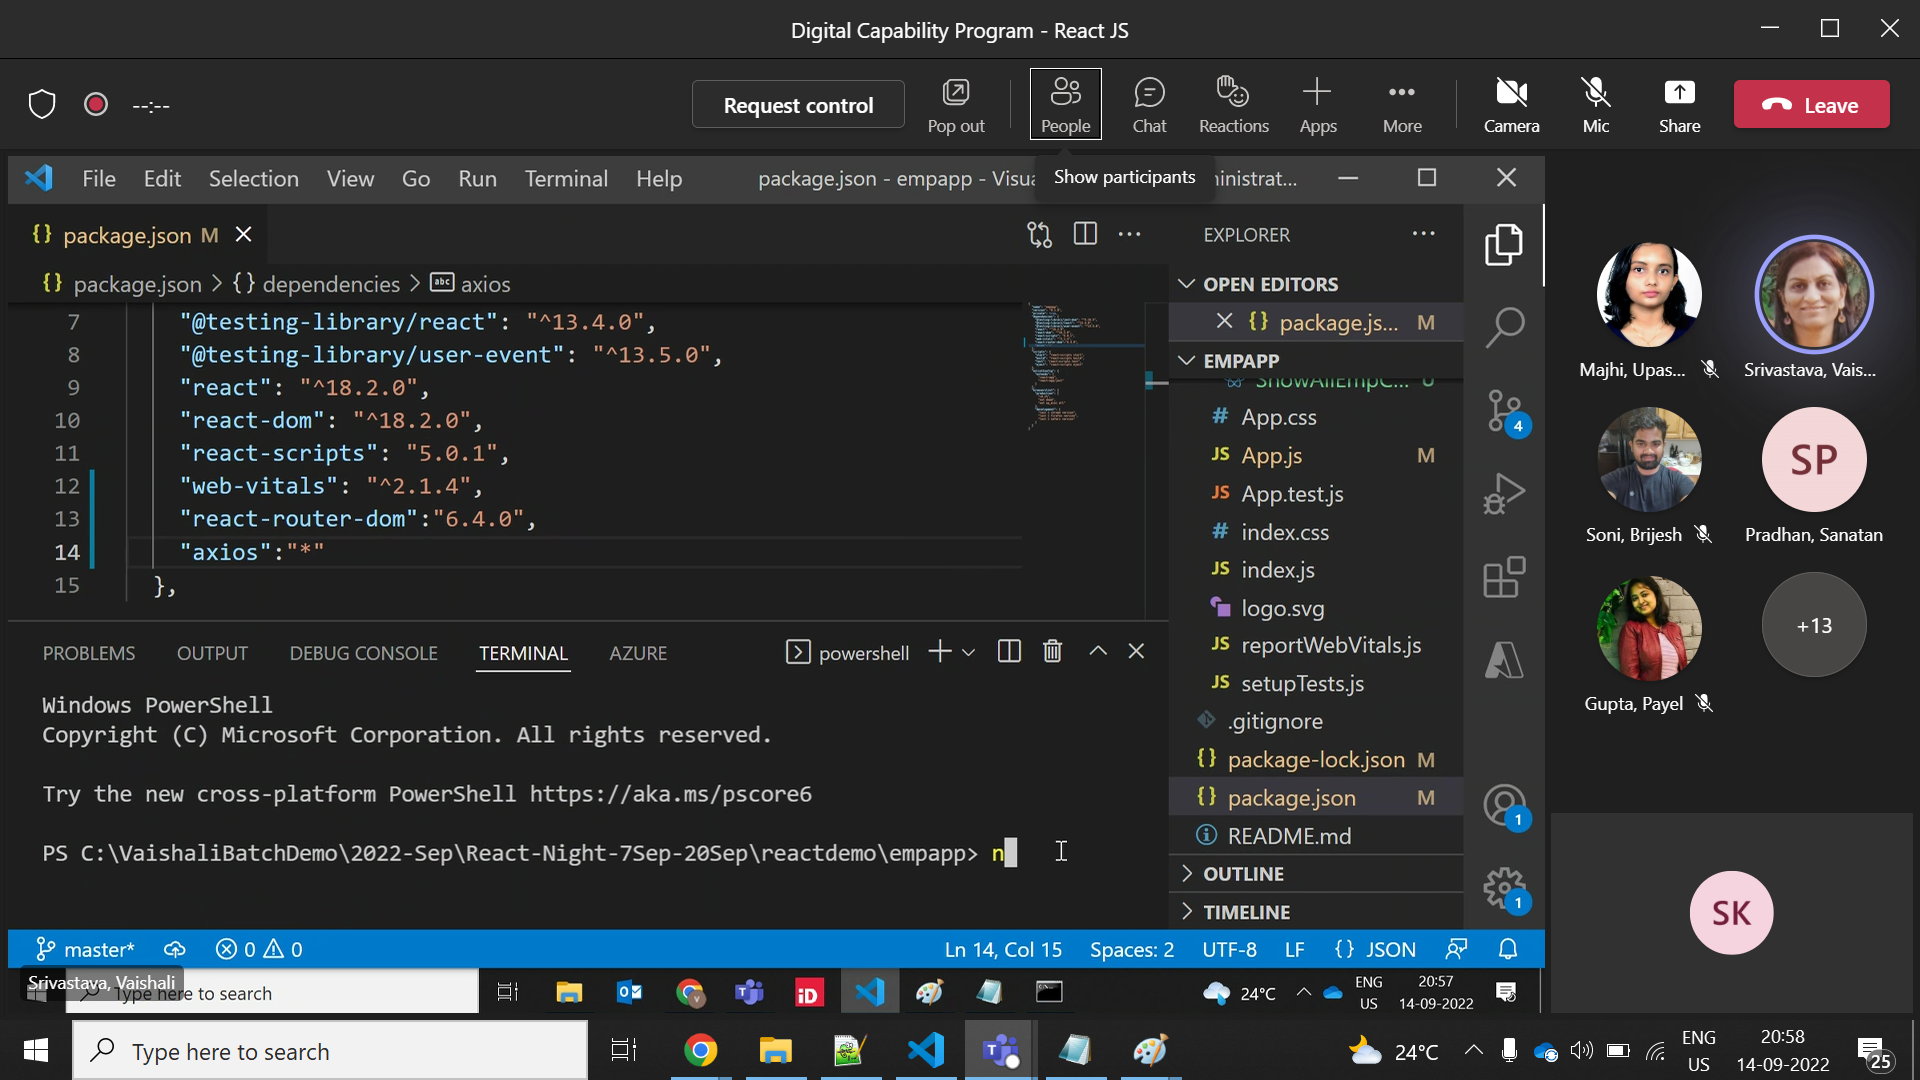 Digital Capability Program - React JS
--:--
Request control
Pop out
People
Chat
Reactions
Apps
More
Camera
Mic
Share
Leave
File Edit Selection View Go Run Terminal Help
package.json - empapp - Visu
Show participants
inistrat...
{} package.json M
{} package.json > {} dependencies > abc axios
7 "@testing-library/react": "^13.4.0",
8 "@testing-library/user-event": "^13.5.0",
9 "react": "^18.2.0",
10 "react-dom": "^18.2.0",
11 "react-scripts": "5.0.1",
12 "web-vitals": "^2.1.4",
13 "react-router-dom":"6.4.0",
14 "axios":"*"
15 },
EXPLORER
OPEN EDITORS
{} package.js... M
EMPAPP
ShowAllEmpC... U
# App.css
JS App.js M
JS App.test.js
# index.css
JS index.js
logo.svg
JS reportWebVitals.js
JS setupTests.js
.gitignore
{} package-lock.json M
{} package.json M
README.md
OUTLINE
TIMELINE
4
1
1
PROBLEMS OUTPUT DEBUG CONSOLE TERMINAL AZURE
powershell
Windows PowerShell
Copyright (C) Microsoft Corporation. All rights reserved.
Try the new cross-platform PowerShell https://aka.ms/pscore6
PS C:\VaishaliBatchDemo\2022-Sep\React-Night-7Sep-20Sep\reactdemo\empapp> n
master* 0 0
Ln 14, Col 15 Spaces: 2 UTF-8 LF {} JSON
Srivastava, Vaishali
Type here to search
iD
24°C
ENG
US
20:57
14-09-2022
Majhi, Upas...
Srivastava, Vais...
Soni, Brijesh
SP
Pradhan, Sanatan
Gupta, Payel
+13
SK
Type here to search
24°C
ENG
US
20:58
14-09-2022
25